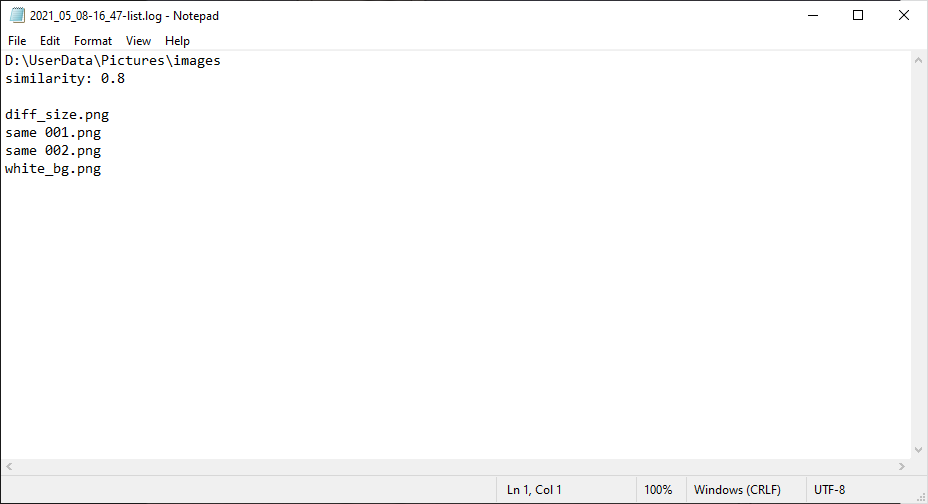 2021_05_08-16_47-list.log - Notepad
File Edit Format View Help
D:\UserData\Pictures\images
similarity: 0.8

diff_size.png
same 001.png
same 002.png
white_bg.png
Ln 1, Col 1 100% Windows (CRLF) UTF-8